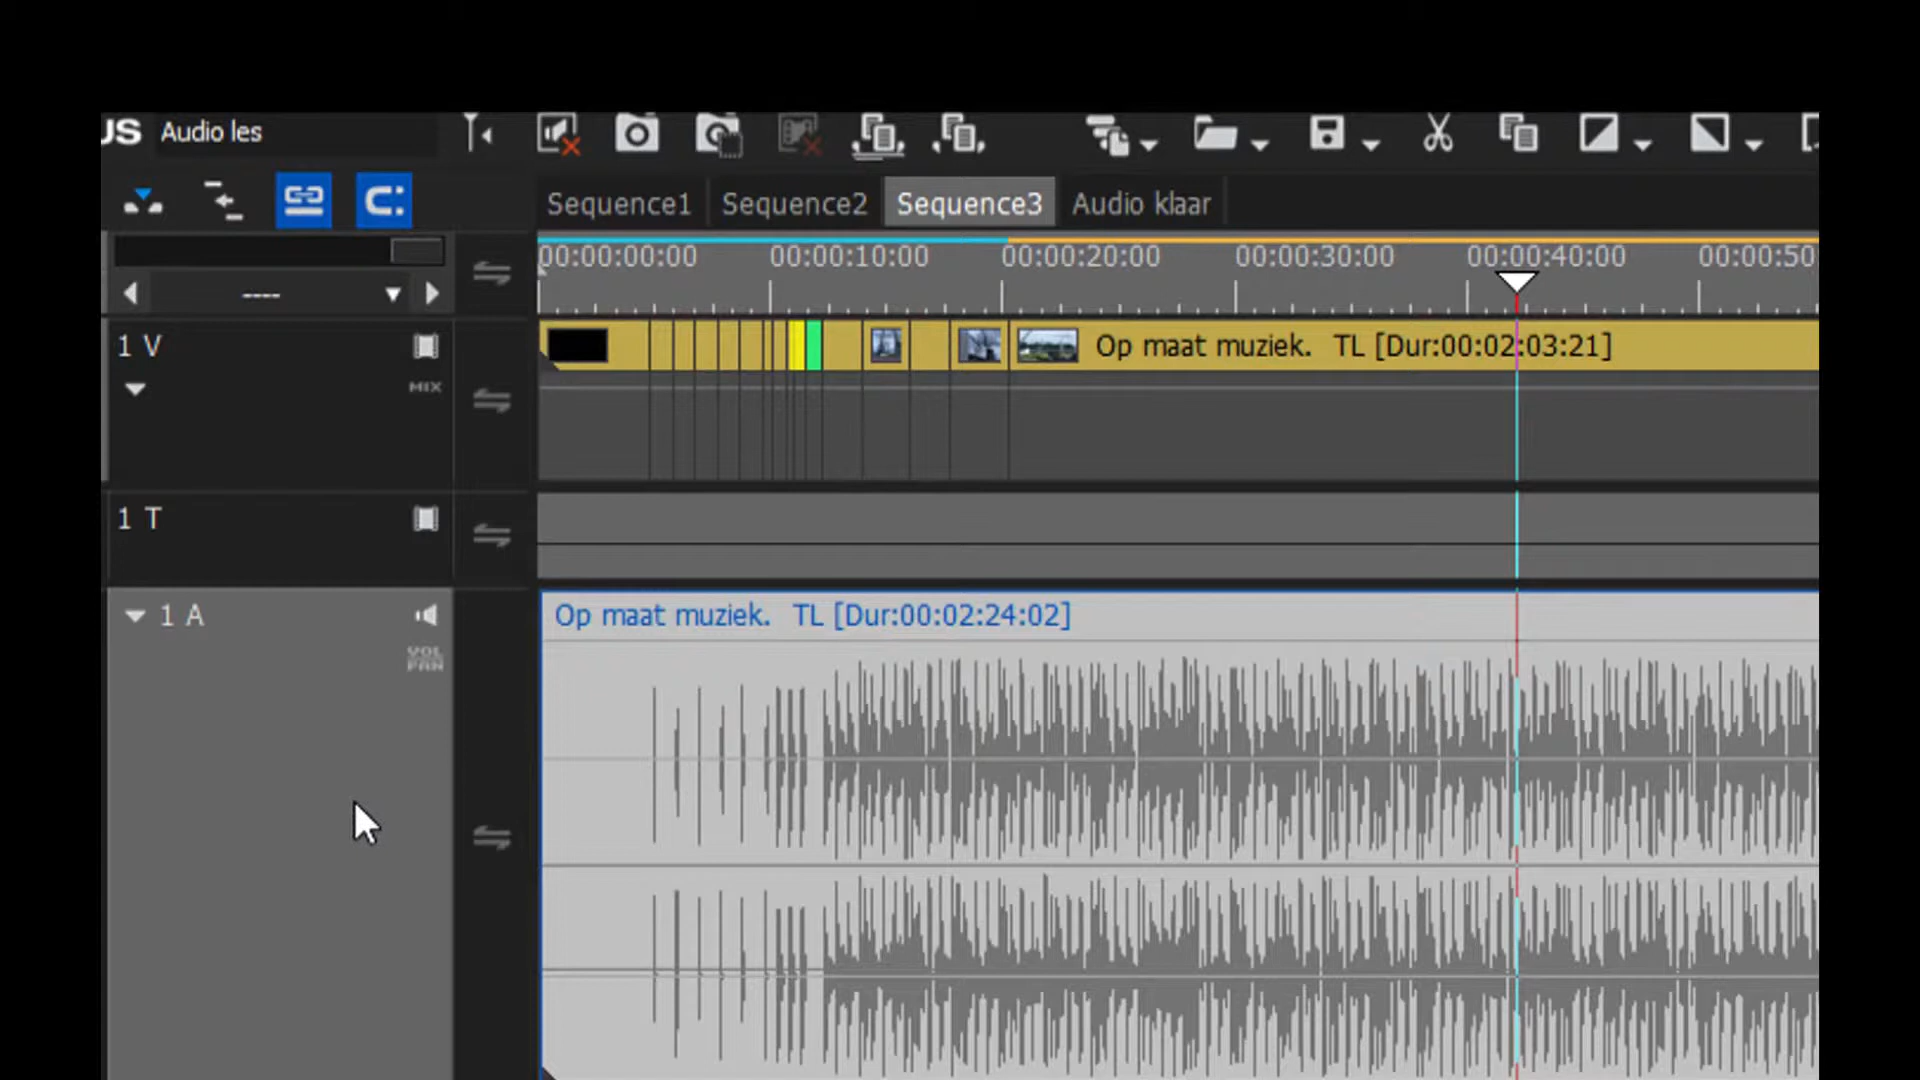 US Audio les
Sequence1 Sequence2 Sequence3 Audio klaar
00:00:00:00 00:00:10:00 00:00:20:00 00:00:30:00 00:00:40:00 00:00:50
----
1 V
Op maat muziek. TL [Dur:00:02:03:21]
MIX
1 T
1 A
Op maat muziek. TL [Dur:00:02:24:02]
VOL
PAN